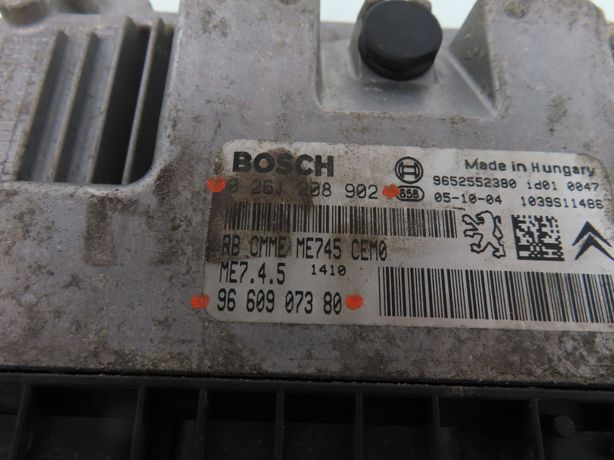 BOSCH
Made in Hungary
0 261 208 902
858
9652552380 id01 0047
05-10-04 1039S11486
RB CMME ME745 CEM0
ME7.4.5 1410
96 609 073 80